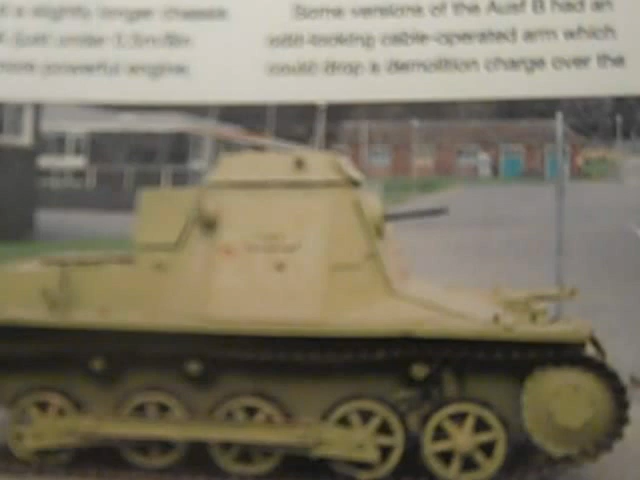 a slightly longer chassis
more powerful engine.
Some versions of the Ausf B had an
odd-looking cable-operated arm which
could drop a demolition charge over the